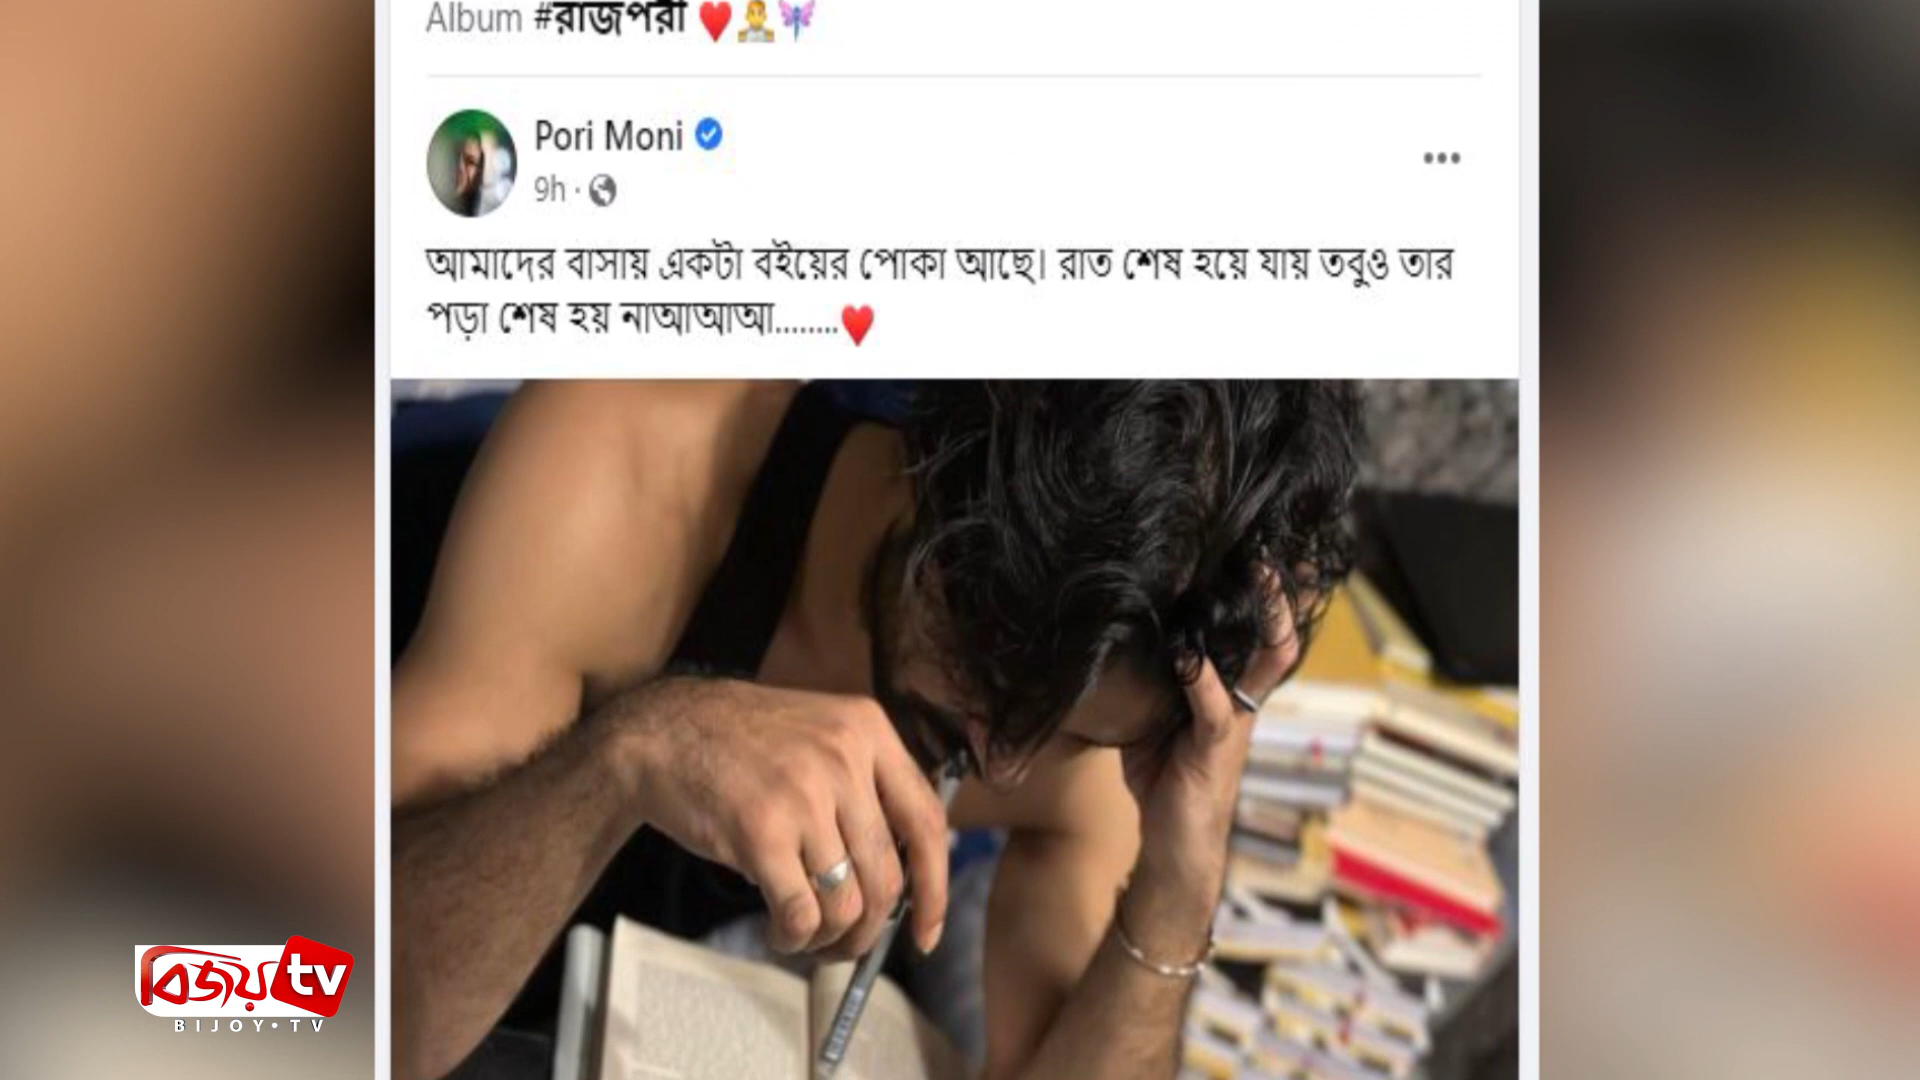 Album #রাজপরী ❤️🤴🧚
Pori Moni
9h ·
আমাদের বাসায় একটা বইয়ের পোকা আছে। রাত শেষ হয়ে যায় তবুও তার
পড়া শেষ হয় নাআআআ........❤️
বিজয় tv
BIJOY•TV